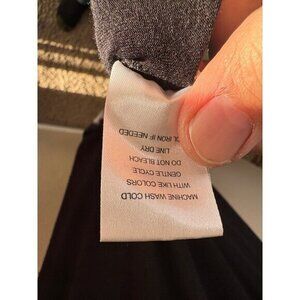 MACHINE WASH COLD
WITH LIKE COLORS
GENTLE CYCLE
DO NOT BLEACH
LINE DRY
IRON IF NEEDED